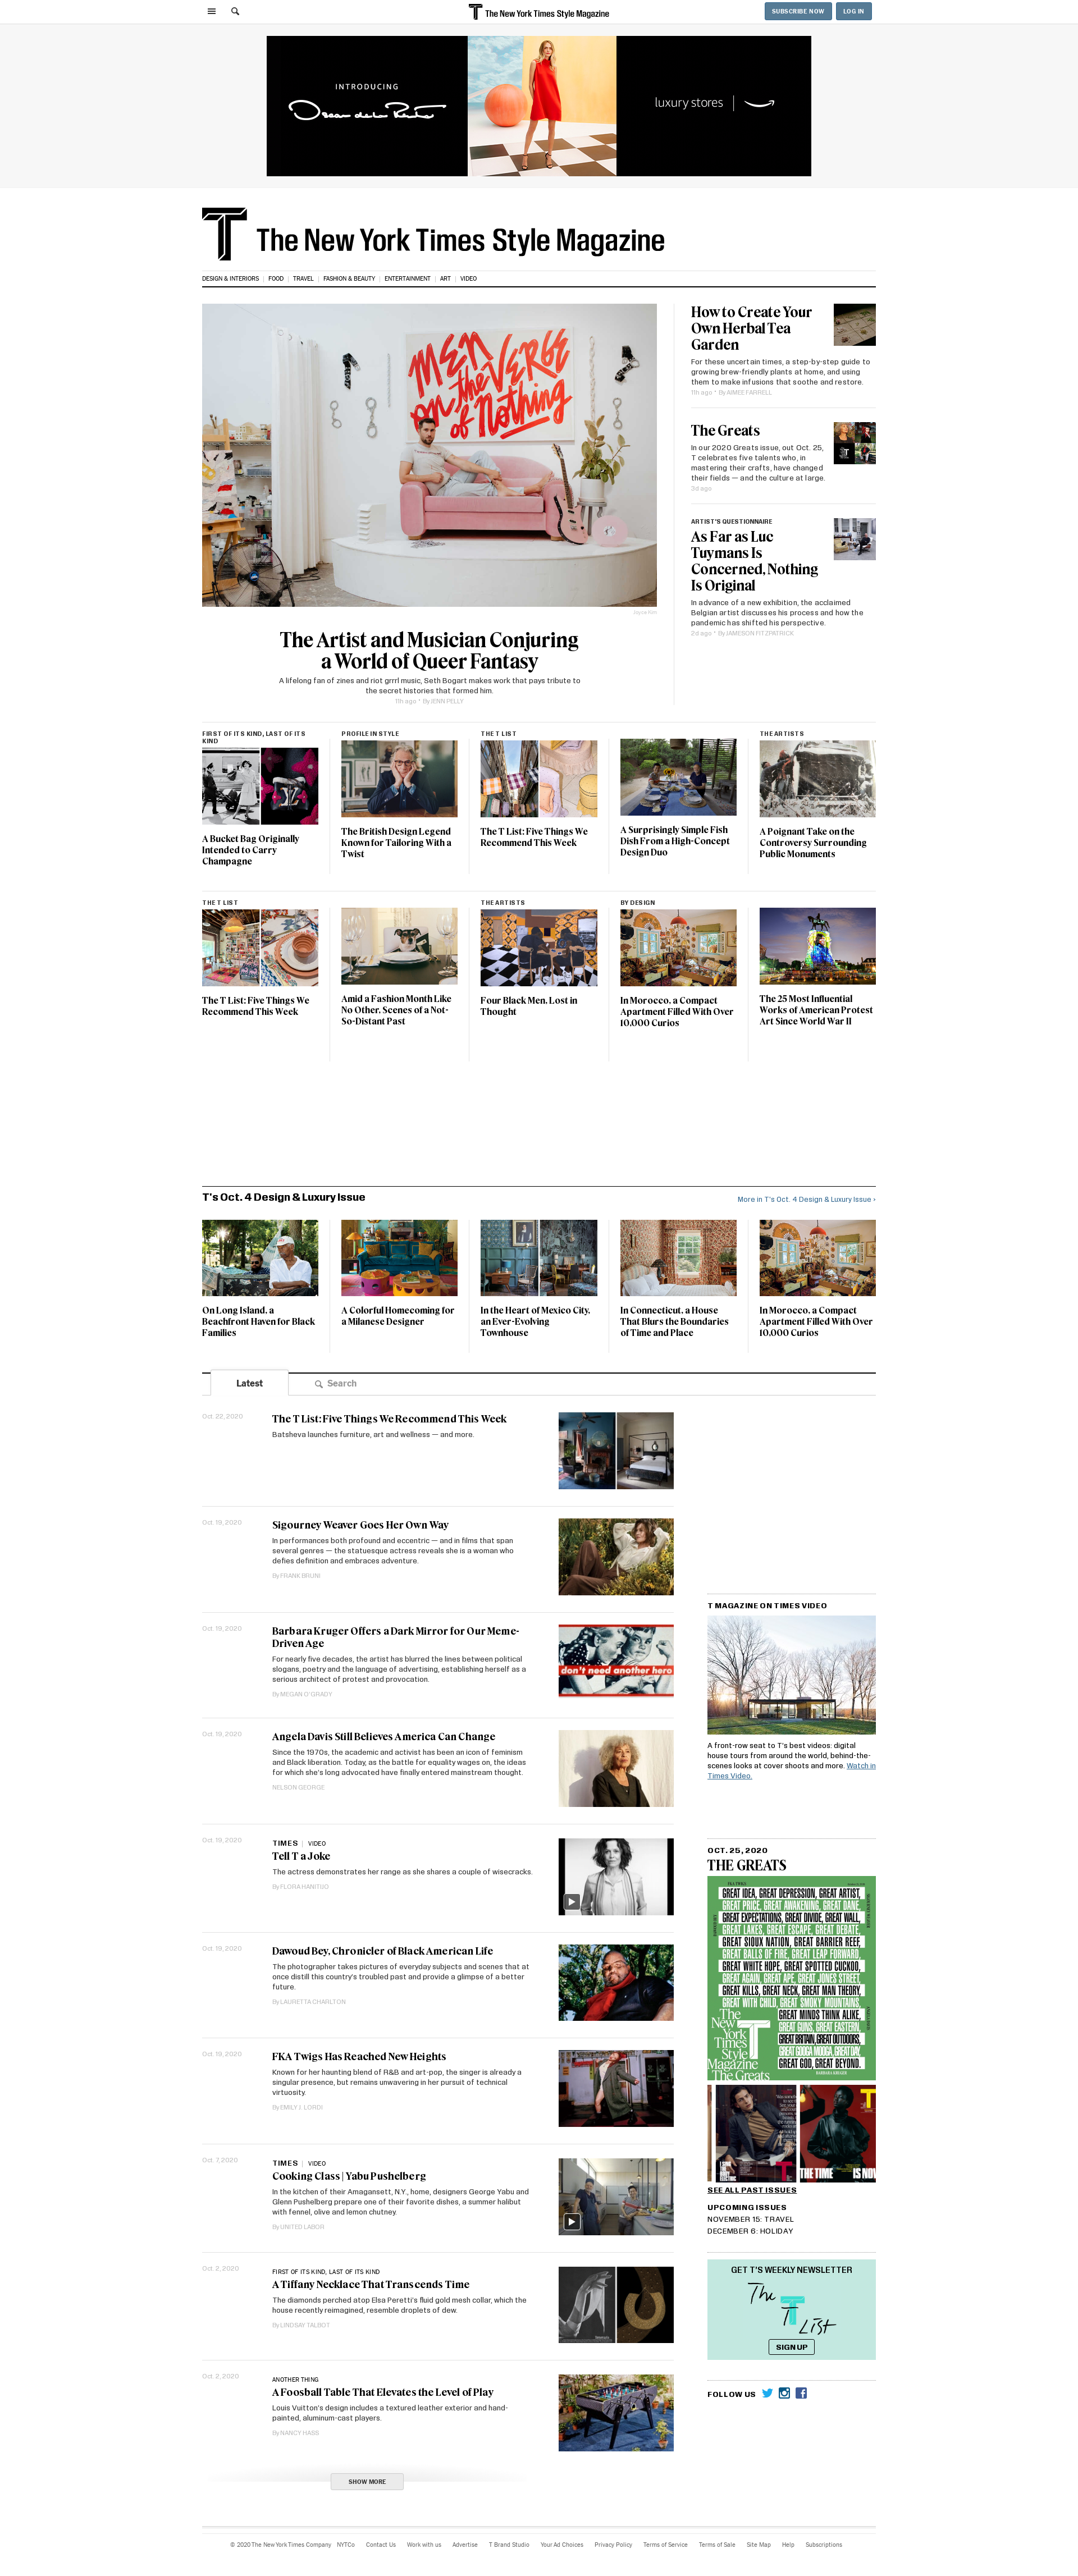 The New York Times Style Magazine
SUBSCRIBE NOW
LOG IN
INTRODUCING
Oscar de la Renta
luxury stores
T The New York Times Style Magazine
DESIGN & INTERIORS | FOOD | TRAVEL | FASHION & BEAUTY | ENTERTAINMENT | ART | VIDEO
MEN
on the VERGE
of Nothing
The Artist and Musician Conjuring
a World of Queer Fantasy
A lifelong fan of zines and riot grrrl music, Seth Bogart makes work that pays tribute to
the secret histories that formed him.
11h ago · By JENN PELLY
How to Create Your
Own Herbal Tea
Garden
For these uncertain times, a step-by-step guide to
growing brew-friendly plants at home, and using
them to make infusions that soothe and restore.
11h ago · By AIMEE FARRELL
The Greats
In our 2020 Greats issue, out Oct. 25,
T celebrates five talents who, in
mastering their crafts, have changed
their fields — and the culture at large.
3d ago
ARTIST'S QUESTIONNAIRE
As Far as Luc
Tuymans Is
Concerned, Nothing
Is Original
In advance of a new exhibition, the acclaimed
Belgian artist discusses his process and how the
pandemic has shifted his perspective.
2d ago · By JAMESON FITZPATRICK
FIRST OF ITS KIND, LAST OF ITS
KIND
A Bucket Bag Originally
Intended to Carry
Champagne
PROFILE IN STYLE
The British Design Legend
Known for Tailoring With a
Twist
THE T LIST
The T List: Five Things We
Recommend This Week
A Surprisingly Simple Fish
Dish From a High-Concept
Design Duo
THE ARTISTS
A Poignant Take on the
Controversy Surrounding
Public Monuments
THE T LIST
The T List: Five Things We
Recommend This Week
Amid a Fashion Month Like
No Other, Scenes of a Not-
So-Distant Past
THE ARTISTS
Four Black Men, Lost in
Thought
BY DESIGN
In Morocco, a Compact
Apartment Filled With Over
10,000 Curios
The 25 Most Influential
Works of American Protest
Art Since World War II
T's Oct. 4 Design & Luxury Issue
More in T's Oct. 4 Design & Luxury Issue ›
On Long Island, a
Beachfront Haven for Black
Families
A Colorful Homecoming for
a Milanese Designer
In the Heart of Mexico City,
an Ever-Evolving
Townhouse
In Connecticut, a House
That Blurs the Boundaries
of Time and Place
In Morocco, a Compact
Apartment Filled With Over
10,000 Curios
Latest
Search
Oct. 22, 2020
The T List: Five Things We Recommend This Week
Batsheva launches furniture, art and wellness — and more.
Oct. 19, 2020
Sigourney Weaver Goes Her Own Way
In performances both profound and eccentric — and in films that span
several genres — the statuesque actress reveals she is a woman who
defies definition and embraces adventure.
By FRANK BRUNI
Oct. 19, 2020
Barbara Kruger Offers a Dark Mirror for Our Meme-
Driven Age
For nearly five decades, the artist has blurred the lines between political
slogans, poetry and the language of advertising, establishing herself as a
serious architect of protest and provocation.
By MEGAN O'GRADY
don't need another hero
Oct. 19, 2020
Angela Davis Still Believes America Can Change
Since the 1970s, the academic and activist has been an icon of feminism
and Black liberation. Today, as the battle for equality wages on, the ideas
for which she's long advocated have finally entered mainstream thought.
NELSON GEORGE
Oct. 19, 2020
TIMES | VIDEO
Tell T a Joke
The actress demonstrates her range as she shares a couple of wisecracks.
By FLORA HANITIJO
Oct. 19, 2020
Dawoud Bey, Chronicler of Black American Life
The photographer takes pictures of everyday subjects and scenes that at
once distill this country's troubled past and provide a glimpse of a better
future.
By LAURETTA CHARLTON
Oct. 19, 2020
FKA Twigs Has Reached New Heights
Known for her haunting blend of R&B and art-pop, the singer is already a
singular presence, but remains unwavering in her pursuit of technical
virtuosity.
By EMILY J. LORDI
Oct. 7, 2020
TIMES | VIDEO
Cooking Class | Yabu Pushelberg
In the kitchen of their Amagansett, N.Y., home, designers George Yabu and
Glenn Pushelberg prepare one of their favorite dishes, a summer halibut
with fennel, olive and lemon chutney.
By UNITED LABOR
Oct. 2, 2020
FIRST OF ITS KIND, LAST OF ITS KIND
A Tiffany Necklace That Transcends Time
The diamonds perched atop Elsa Peretti's fluid gold mesh collar, which the
house recently reimagined, resemble droplets of dew.
By LINDSAY TALBOT
Oct. 2, 2020
ANOTHER THING
A Foosball Table That Elevates the Level of Play
Louis Vuitton's design includes a textured leather exterior and hand-
painted, aluminum-cast players.
By NANCY HASS
SHOW MORE
T MAGAZINE ON TIMES VIDEO
A front-row seat to T's best videos: digital
house tours from around the world, behind-the-
scenes looks at cover shoots and more. Watch in
Times Video.
OCT. 25, 2020
THE GREATS
GREAT IDEA, GREAT DEPRESSION, GREAT ARTIST,
GREAT PRICE, GREAT AWAKENING, GREAT DANE,
GREAT EXPECTATIONS, GREAT DIVIDE, GREAT WALL,
GREAT LAKES, GREAT ESCAPE, GREAT DEBATE,
GREAT SIOUX NATION, GREAT BARRIER REEF,
GREAT BALLS OF FIRE, GREAT LEAP FORWARD,
GREAT WHITE HOPE, GREAT SPOTTED CUCKOO,
GREAT AGAIN, GREAT APE, GREAT JONES STREET,
GREAT KILLS, GREAT NECK, GREAT MAN THEORY,
GREAT WITH CHILD, GREAT SMOKY MOUNTAINS,
GREAT MINDS THINK ALIKE,
GREAT GUNS, GREAT EASTERN,
GREAT BRITAIN, GREAT OUTDOORS,
GREAT GOOGA MOOGA, GREAT DAY,
GREAT GOD, GREAT BEYOND.
The New York Times Style Magazine
The Greats
BARBARA KRUGER
THE TIME
IS NOW
SEE ALL PAST ISSUES
UPCOMING ISSUES
NOVEMBER 15: TRAVEL
DECEMBER 6: HOLIDAY
GET T'S WEEKLY NEWSLETTER
The T List
SIGN UP
FOLLOW US
© 2020 The New York Times Company NYTCo Contact Us Work with us Advertise T Brand Studio Your Ad Choices Privacy Policy Terms of Service Terms of Sale Site Map Help Subscriptions